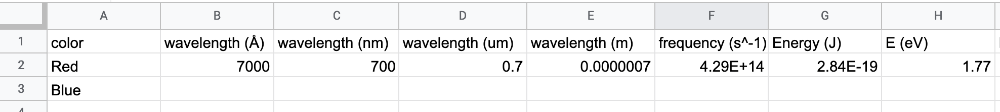 A B C D E F G H
1 color wavelength (Å) wavelength (nm) wavelength (um) wavelength (m) frequency (s^-1) Energy (J) E (eV)
2 Red 7000 700 0.7 0.0000007 4.29E+14 2.84E-19 1.77
3 Blue
4